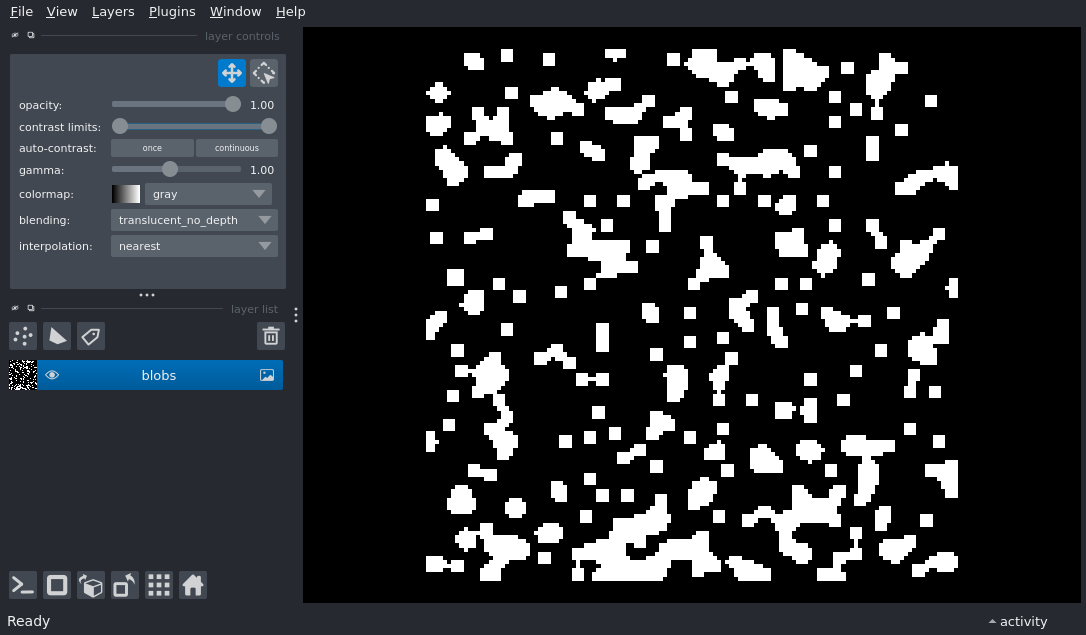 File View Layers Plugins Window Help
layer controls
opacity: 1.00
contrast limits:
auto-contrast: once continuous
gamma: 1.00
colormap: gray
blending: translucent_no_depth
interpolation: nearest
layer list
blobs
Ready activity